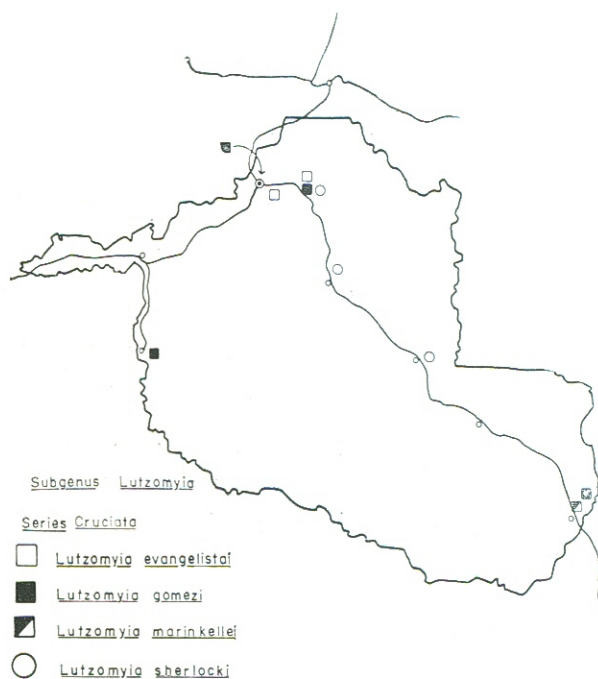 Subgenus Lutzomyia
Series Cruciata
Lutzomyia evangelistai
Lutzomyia gomezi
Lutzomyia marinkellei
Lutzomyia sherlocki